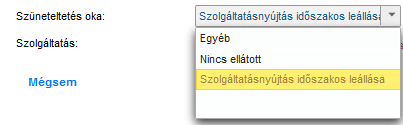 Szüneteltetés oka: Szolgáltatásnyújtás időszakos leállása
Egyéb
Szolgáltatás:
Nincs ellátott
Szolgáltatásnyújtás időszakos leállása
Mégsem